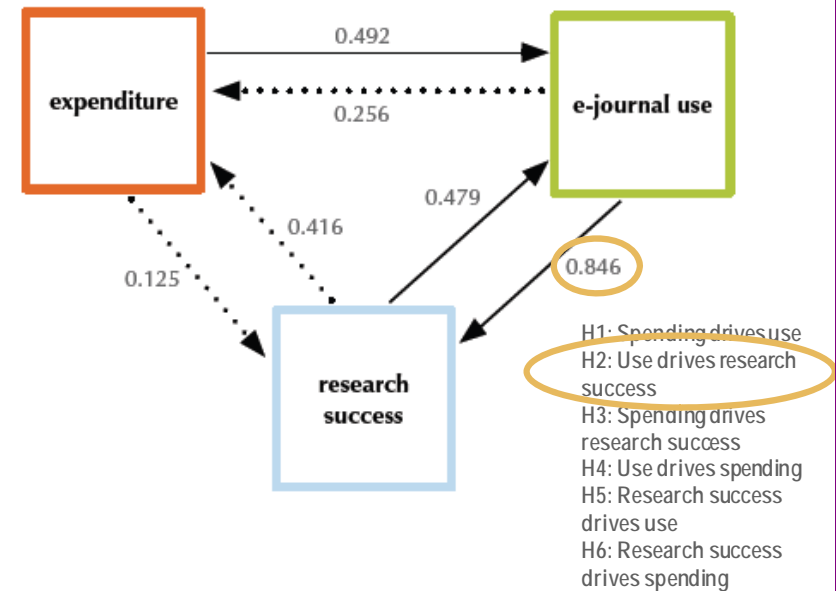 0.492
expenditure
e-journal use
0.256
0.479
0.416
0.125
0.846
research
success
H1: Spending drives use
H2: Use drives research
success
H3: Spending drives
research success
H4: Use drives spending
H5: Research success
drives use
H6: Research success
drives spending